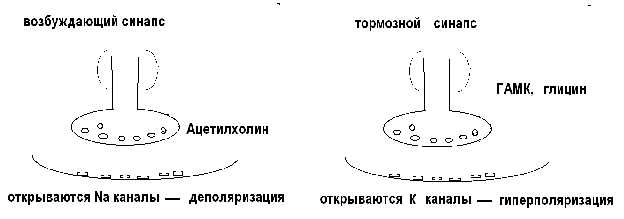 возбуждающий синапс
тормозной синапс
ГАМК, глицин
Ацетилхолин
открываются Na каналы — деполяризация
открываются К каналы — гиперполяризация